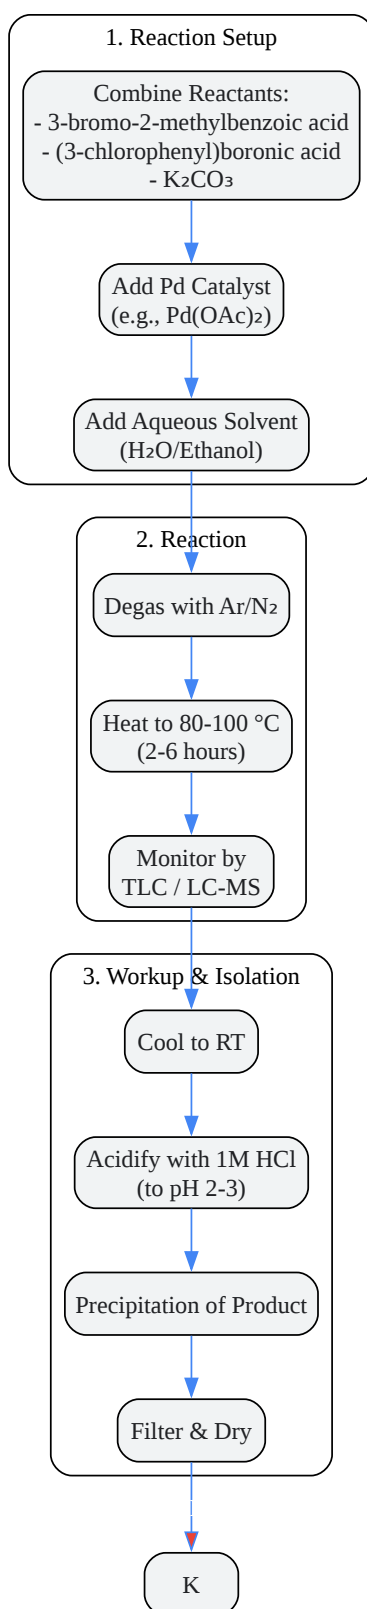 1. Reaction Setup
Combine Reactants:
- 3-bromo-2-methylbenzoic acid
- (3-chlorophenyl)boronic acid
- K₂CO₃
Add Pd Catalyst
(e.g., Pd(OAc)₂)
Add Aqueous Solvent
(H₂O/Ethanol)
2. Reaction
Degas with Ar/N₂
Heat to 80-100 °C
(2-6 hours)
Monitor by
TLC / LC-MS
3. Workup & Isolation
Cool to RT
Acidify with 1M HCl
(to pH 2-3)
Precipitation of Product
Filter & Dry
K